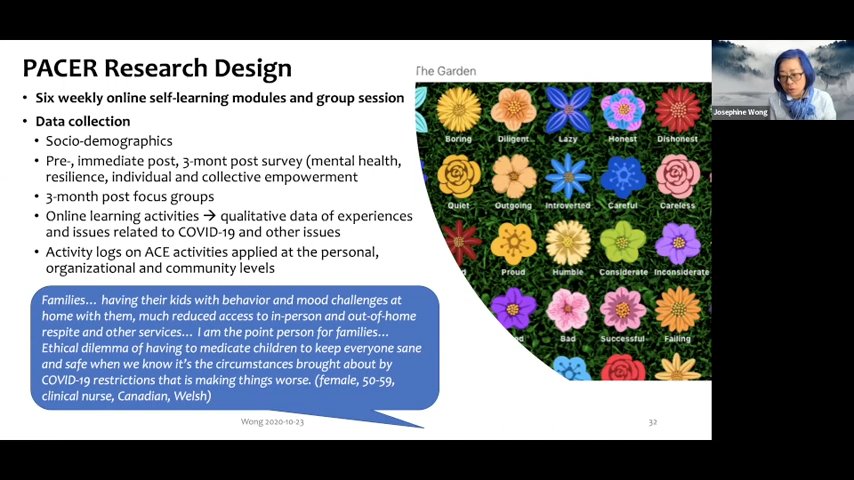 PACER Research Design
• Six weekly online self-learning modules and group session
• Data collection
• Socio-demographics
• Pre-, immediate post, 3-mont post survey (mental health,
resilience, individual and collective empowerment
• 3-month post focus groups
• Online learning activities → qualitative data of experiences
and issues related to COVID-19 and other issues
• Activity logs on ACE activities applied at the personal,
organizational and community levels
Families... having their kids with behavior and mood challenges at
home with them, much reduced access to in-person and out-of-home
respite and other services... I am the point person for families...
Ethical dilemma of having to medicate children to keep everyone sane
and safe when we know it's the circumstances brought about by
COVID-19 restrictions that is making things worse. (female, 50-59,
clinical nurse, Canadian, Welsh)
Wong 2020-10-23
32
The Garden
Boring Diligent Lazy Honest Dishonest
Quiet Outgoing Introverted Careful Careless
Proud Humble Considerate Inconsiderate
Bad Successful Failing
Josephine Wong